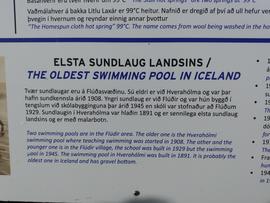 Vaðmálahver á bakka Litlu Laxár er 99°C heitur. Nafnið er dregið af því að ull hefur ver
þvegin í hvernum og reyndar einnig annar þvottur
"The Homespun cloth hot spring" 99°C. The name comes from wool being washed in the ho
ELSTA SUNDLAUG LANDSINS /
THE OLDEST SWIMMING POOL IN ICELAND
Tvær sundlaugar eru á Flúðasvæðinu. Sú eldri er við Hverahólma og var þar
hafin sundkennsla árið 1908. Yngri sundlaug er við Flúðir og var hún byggð í
tengslum við skólabygginguna þar árið 1945 en skóli var stofnaður að Flúðum
1929. Sundlaugin í Hverahólma var hlaðin 1891 og er sennilega elsta sundlaug
landsins og er með malarbotn.
Two swimming pools are in the Flúðir area. The older one is the Hverahólmi
swimming pool where teaching swimming was started in 1908. The other and the
younger one is in the Flúðir village, the school was built in 1929 but the swimming
pool in 1945. The swimming pool in Hverahólmi was built in 1891. It is probably the
oldest one in Iceland and has gravel bottom.